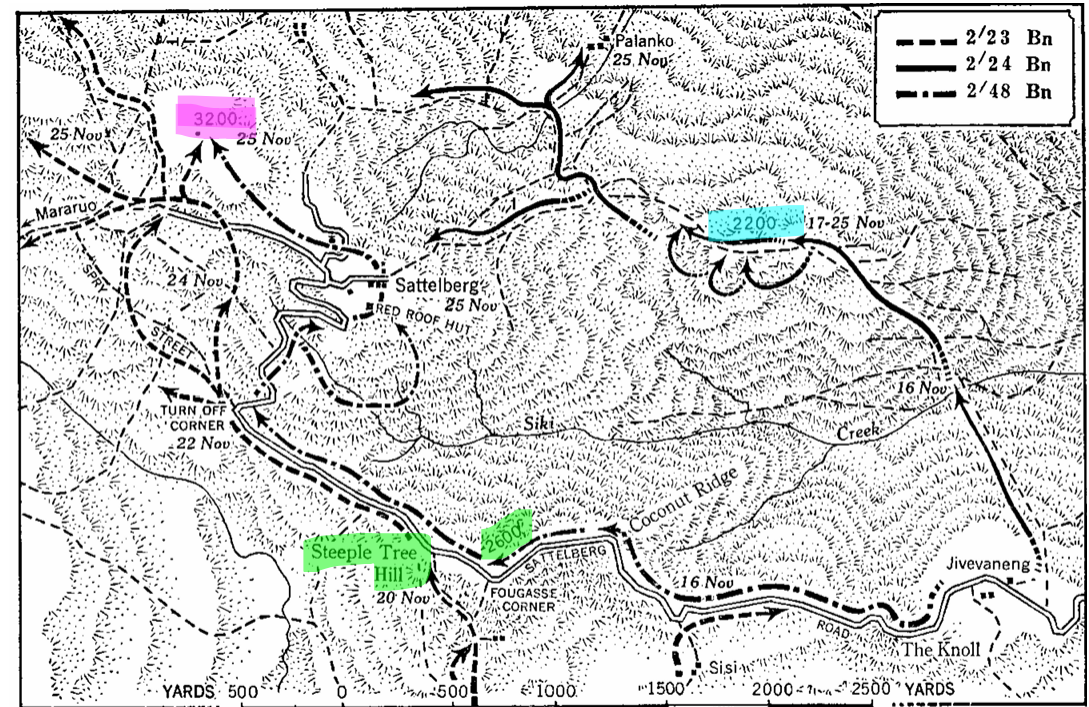 2/23 Bn
2/24 Bn
2/48 Bn
Palanko
25 Nov
3200
25 Nov
25 Nov
Mararuo
2200
17-25 Nov
24 Nov
Sattelberg
25 Nov
RED ROOF HUT
SPRY
STREET
16 Nov
TURN OFF
CORNER
22 Nov
Siki
Creek
Coconut Ridge
2600
Steeple Tree
Hill
20 Nov
SATTELBERG
ROAD
FOUGASSE
CORNER
16 Nov
Jivevaneng
The Knoll
Sisi
YARDS 500 0 500 1000 1500 2000 2500 YARDS